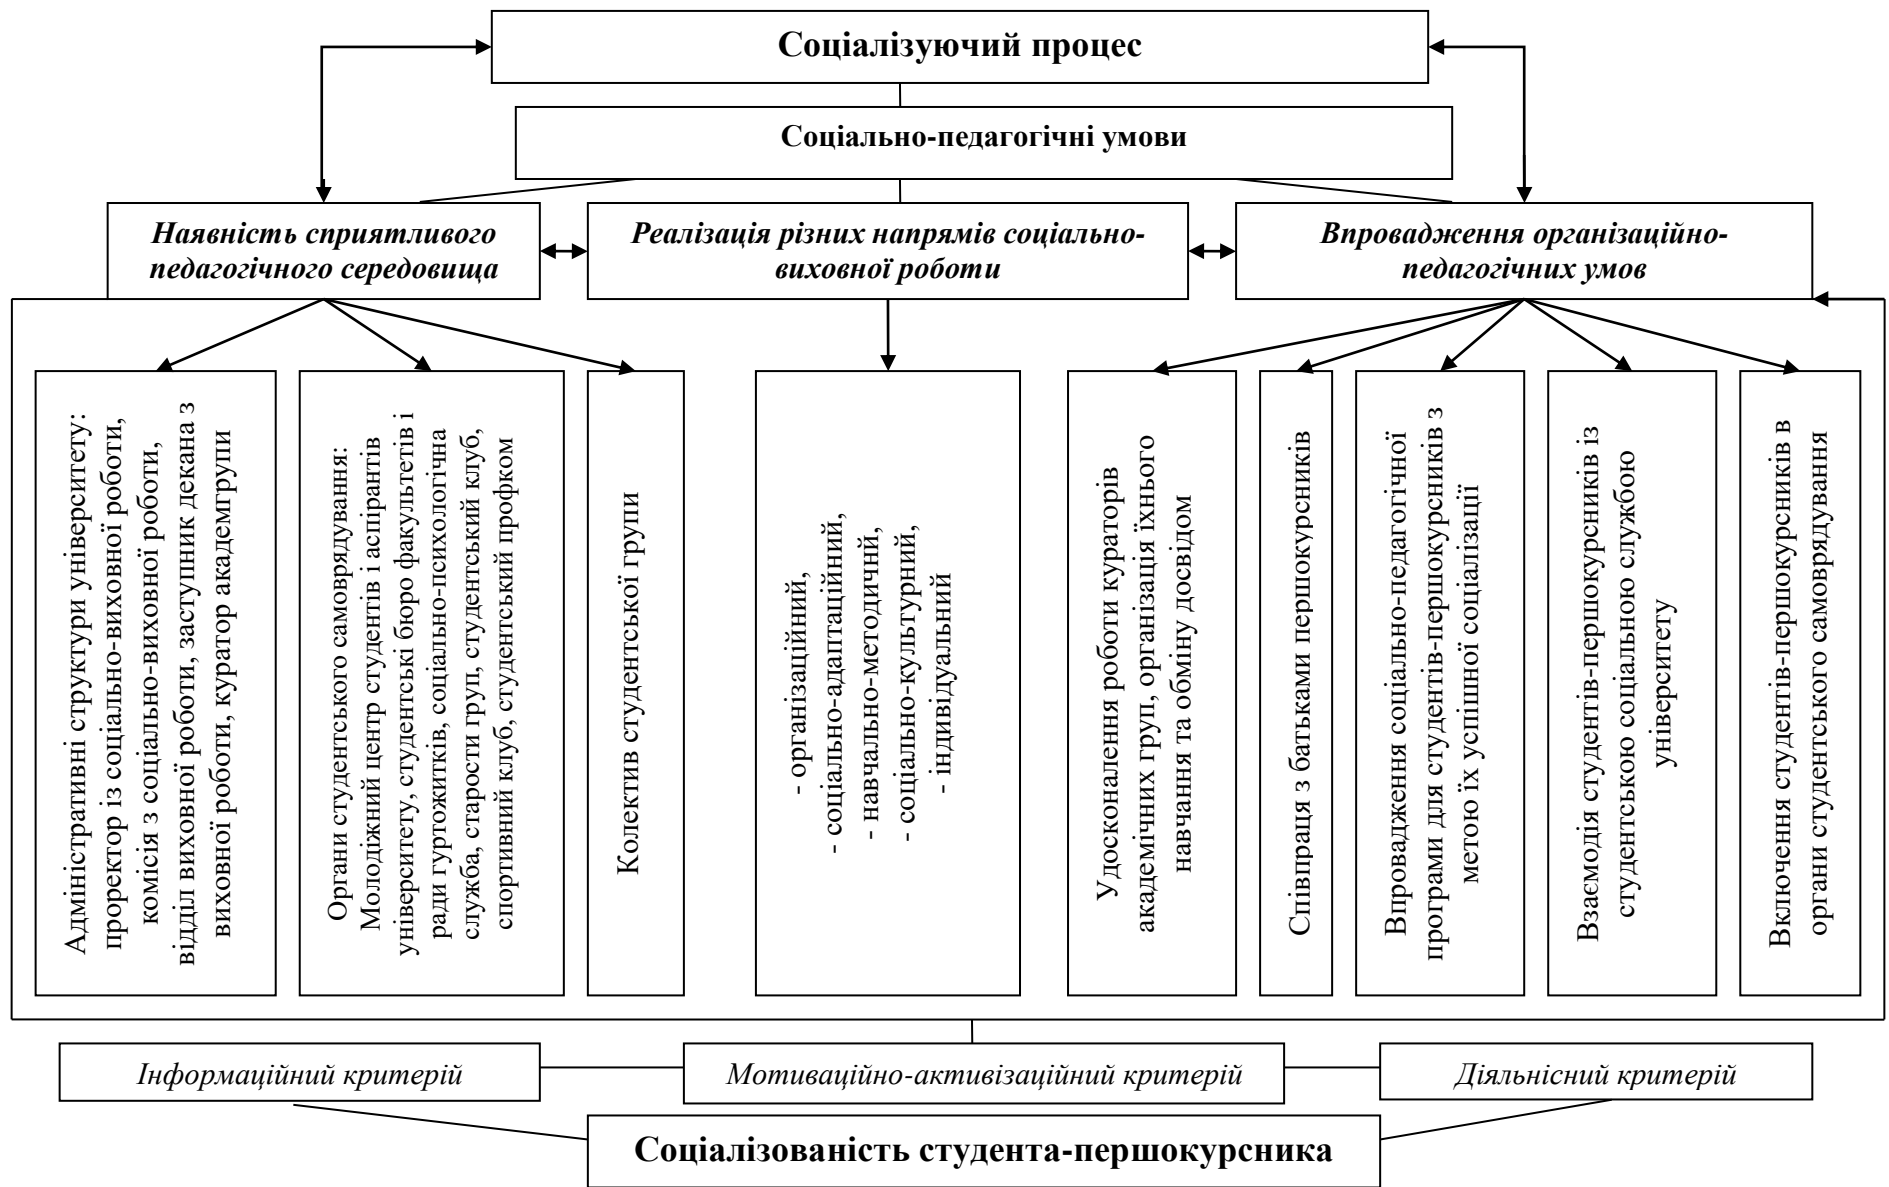 Соціалізуючий процес
Соціально-педагогічні умови
Наявність сприятливого
педагогічного середовища
Реалізація різних напрямів соціально-
виховної роботи
Впровадження організаційно-
педагогічних умов
Адміністративні структури університету:
проректор із соціально-виховної роботи,
комісія з соціально-виховної роботи,
відділ виховної роботи, заступник декана з
виховної роботи, куратор академгрупи
Органи студентського самоврядування:
Молодіжний центр студентів і аспірантів
університету, студентські бюро факультетів і
ради гуртожитків, соціально-психологічна
служба, старости груп, студентський клуб,
спортивний клуб, студентський профком
Колектив студентської групи
- організаційний,
- соціально-адаптаційний,
- навчально-методичнй,
- соціально-культурний,
- індивідуальний
Удосконалення роботи кураторів
академічних груп, організація їхнього
навчання та обміну досвідом
Співпраця з батьками першокурсників
Впровадження соціально-педагогічної
програми для студентів-першокурсників з
метою їх успішної соціалізації
Взаємодія студентів-першокурсників із
студентською соціальною службою
університету
Включення студентів-першокурсників в
органи студентського самоврядування
Інформаційний критерій
Мотиваційно-активізаційний критерій
Діяльнісний критерій
Соціалізованість студента-першокурсника